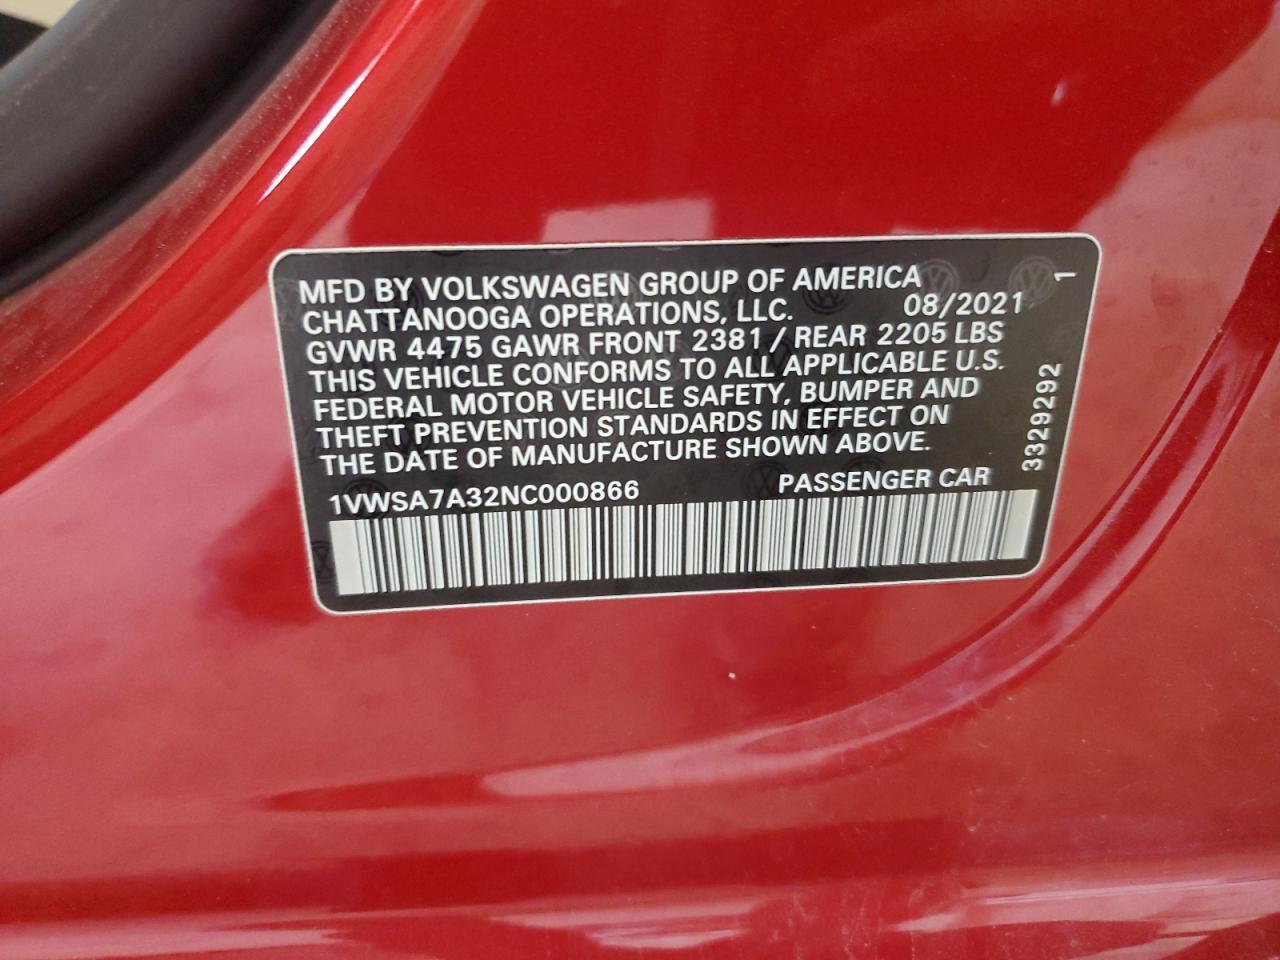 MFD BY VOLKSWAGEN GROUP OF AMERICA
CHATTANOOGA OPERATIONS, LLC. 08/2021
GVWR 4475 GAWR FRONT 2381 / REAR 2205 LBS
THIS VEHICLE CONFORMS TO ALL APPLICABLE U.S.
FEDERAL MOTOR VEHICLE SAFETY, BUMPER AND
THEFT PREVENTION STANDARDS IN EFFECT ON
THE DATE OF MANUFACTURE SHOWN ABOVE.
1VWSA7A32NC000866 PASSENGER CAR
3329292
1